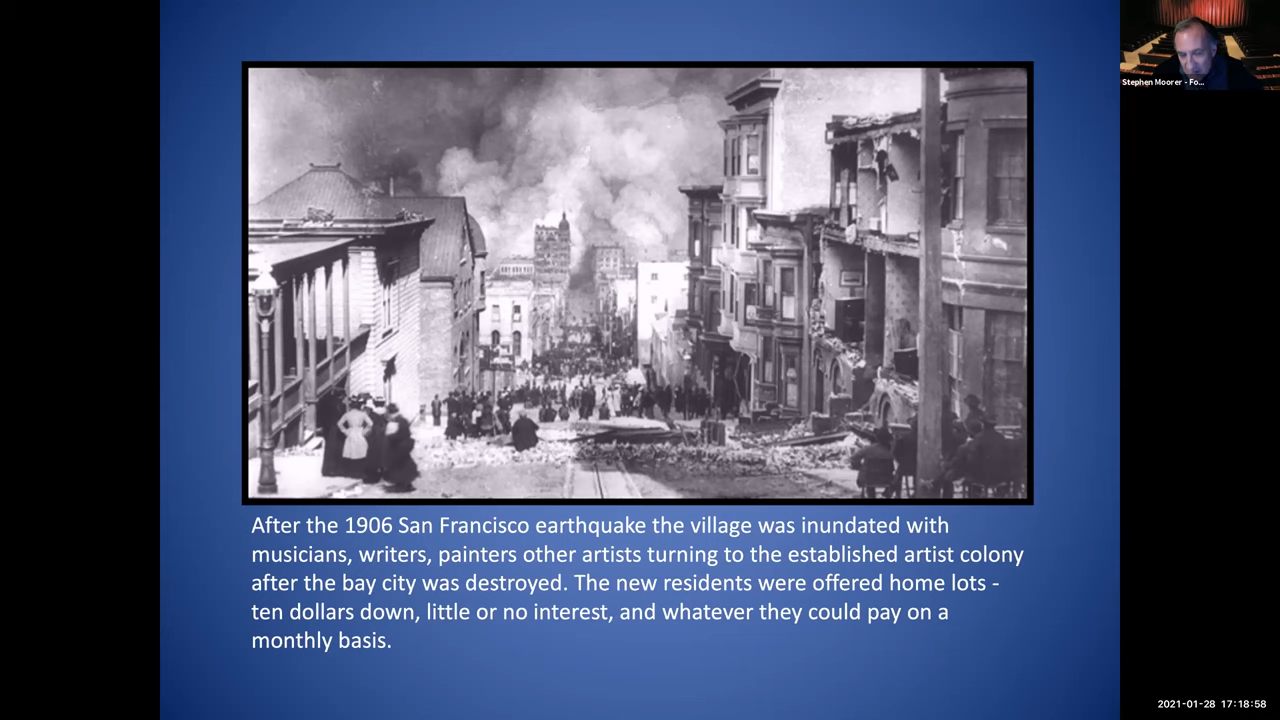 Stephen Moorer - Fo...
After the 1906 San Francisco earthquake the village was inundated with
musicians, writers, painters other artists turning to the established artist colony
after the bay city was destroyed. The new residents were offered home lots -
ten dollars down, little or no interest, and whatever they could pay on a
monthly basis.
2021-01-28 17:18:58